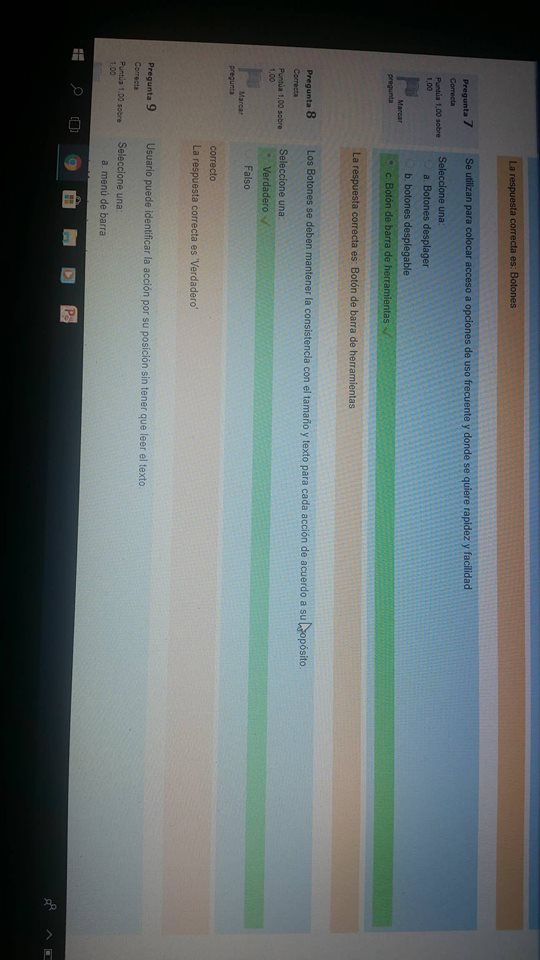 La respuesta correcta es: Botones
Pregunta 7
Correcta
Puntúa 1,00 sobre
1,00
Marcar
pregunta
Se utilizan para colocar acceso a opciones de uso frecuente y donde se quiere rapidez y facilidad
Seleccione una:
a. Botones desplager
b. botones desplegable
c. Botón de barra de herramientas
La respuesta correcta es: Botón de barra de herramientas
Pregunta 8
Correcta
Puntúa 1,00 sobre
1,00
Marcar
pregunta
Los Botones se deben mantener la consistencia con el tamaño y texto para cada acción de acuerdo a su propósito.
Seleccione una:
Verdadero
Falso
correcto
La respuesta correcta es 'Verdadero'
Pregunta 9
Correcta
Puntúa 1,00 sobre
1,00
Usuario puede identificar la acción por su posición sin tener que leer el texto
Seleccione una:
a. menú de barra